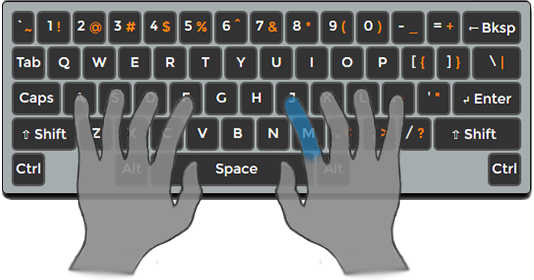 ` ~ 1 ! 2 @ 3 # 4 $ 5 % 6 ^ 7 & 8 * 9 ( 0 ) - _ = + ← Bksp
Tab Q W E R T Y U I O P [ { ] } \ |
Caps A S D F G H J K L ' " ↵ Enter
⇧ Shift Z X C V B N M < > / ? ⇧ Shift
Ctrl Alt Space Alt Ctrl